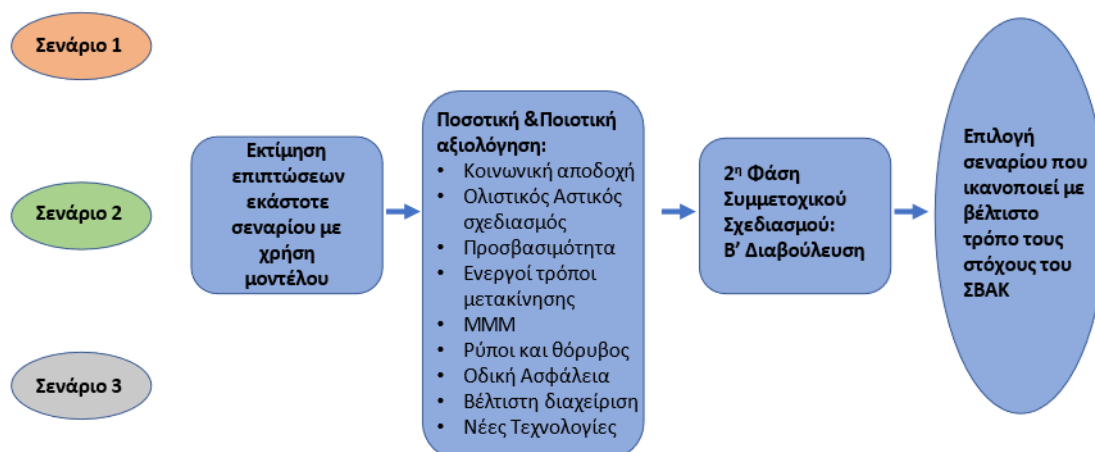 Σενάριο 1
Σενάριο 2
Σενάριο 3
Εκτίμηση
επιπτώσεων
εκάστοτε
σεναρίου με
χρήση
μοντέλου
Ποσοτική &Ποιοτική
αξιολόγηση:
• Κοινωνική αποδοχή
• Ολιστικός Αστικός
σχεδιασμός
• Προσβασιμότητα
• Ενεργοί τρόποι
μετακίνησης
• ΜΜΜ
• Ρύποι και θόρυβος
• Οδική Ασφάλεια
• Βέλτιστη διαχείριση
• Νέες Τεχνολογίες
2η Φάση
Συμμετοχικού
Σχεδιασμού:
Β’ Διαβούλευση
Επιλογή
σεναρίου που
ικανοποιεί με
βέλτιστο
τρόπο τους
στόχους του
ΣΒΑΚ